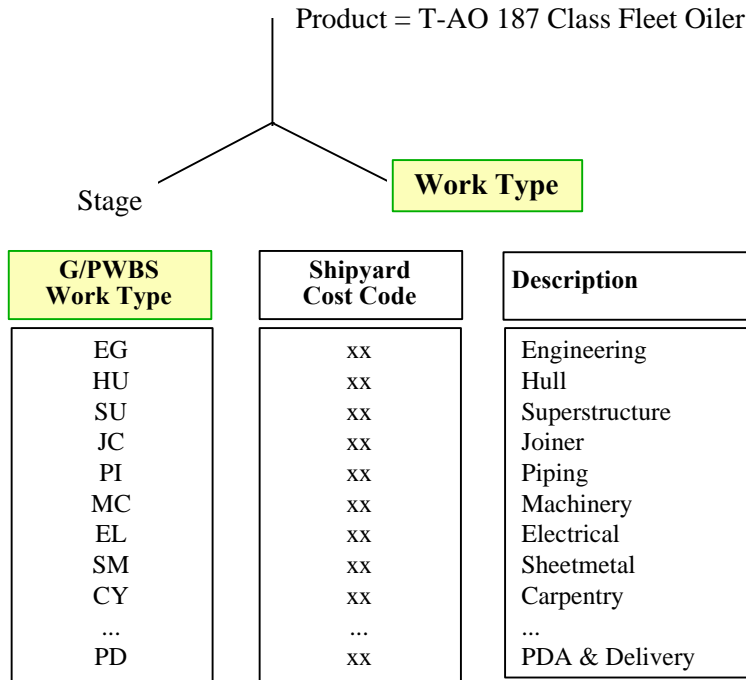 Product = T-AO 187 Class Fleet Oiler
Stage
Work Type
G/PWBS
Work Type
Shipyard
Cost Code
Description
EG xx Engineering
HU xx Hull
SU xx Superstructure
JC xx Joiner
PI xx Piping
MC xx Machinery
EL xx Electrical
SM xx Sheetmetal
CY xx Carpentry
... ... ...
PD xx PDA & Delivery